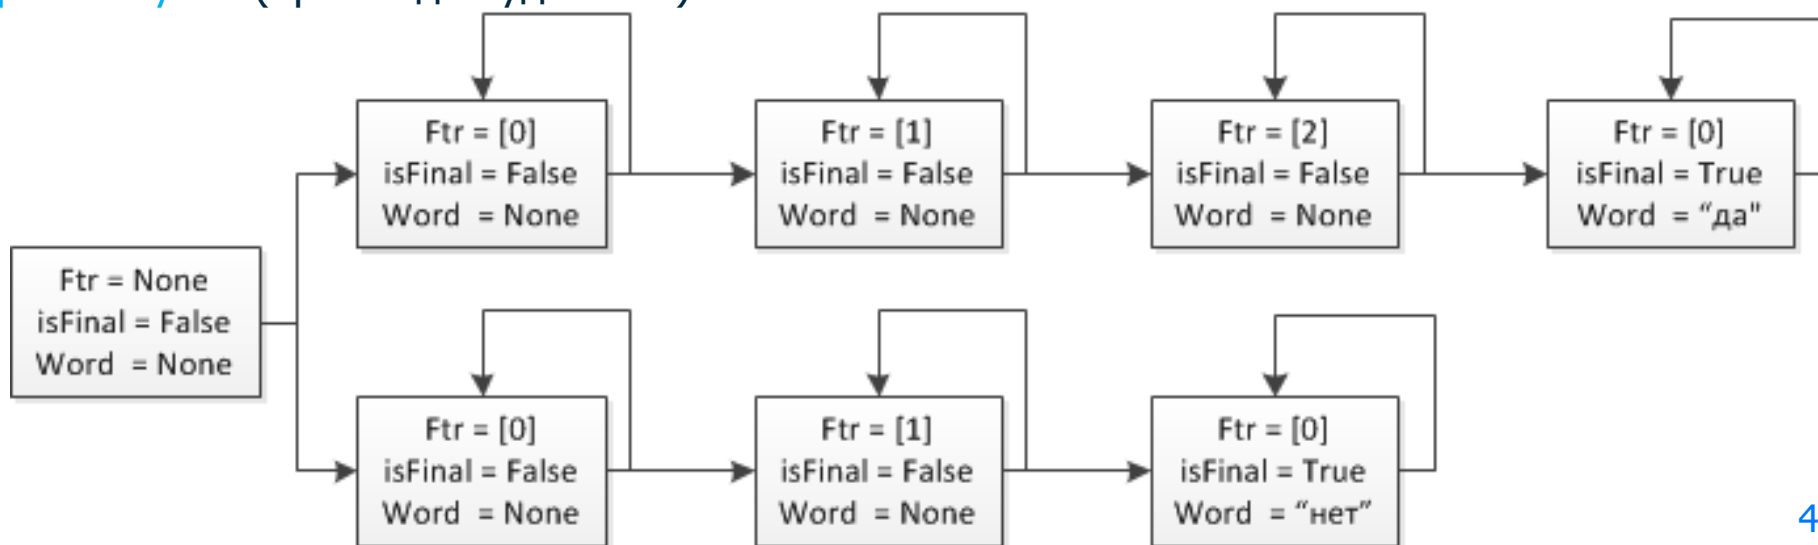 Ftr = [0]
isFinal = False
Word = None
Ftr = [1]
isFinal = False
Word = None
Ftr = [2]
isFinal = False
Word = None
Ftr = [0]
isFinal = True
Word = “да"
Ftr = None
isFinal = False
Word = None
Ftr = [0]
isFinal = False
Word = None
Ftr = [1]
isFinal = False
Word = None
Ftr = [0]
isFinal = True
Word = “нет”
4